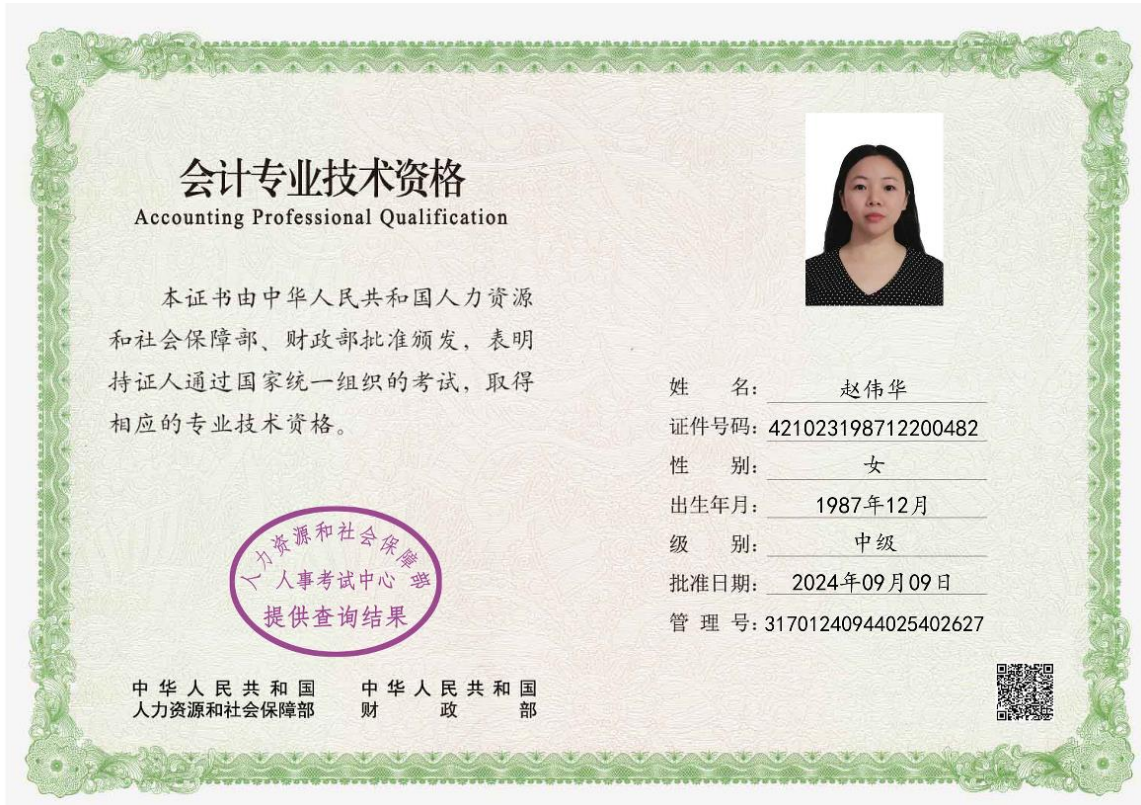 会计专业技术资格
Accounting Professional Qualification
本证书由中华人民共和国人力资源
和社会保障部、财政部批准颁发，表明
持证人通过国家统一组织的考试，取得
相应的专业技术资格。
人力资源和社会保障部
人事考试中心
提供查询结果
中华人民共和国
人力资源和社会保障部
中华人民共和国
财政部
姓名：赵伟华
证件号码：421023198712200482
性别：女
出生年月：1987年12月
级别：中级
批准日期：2024年09月09日
管理号：31701240944025402627